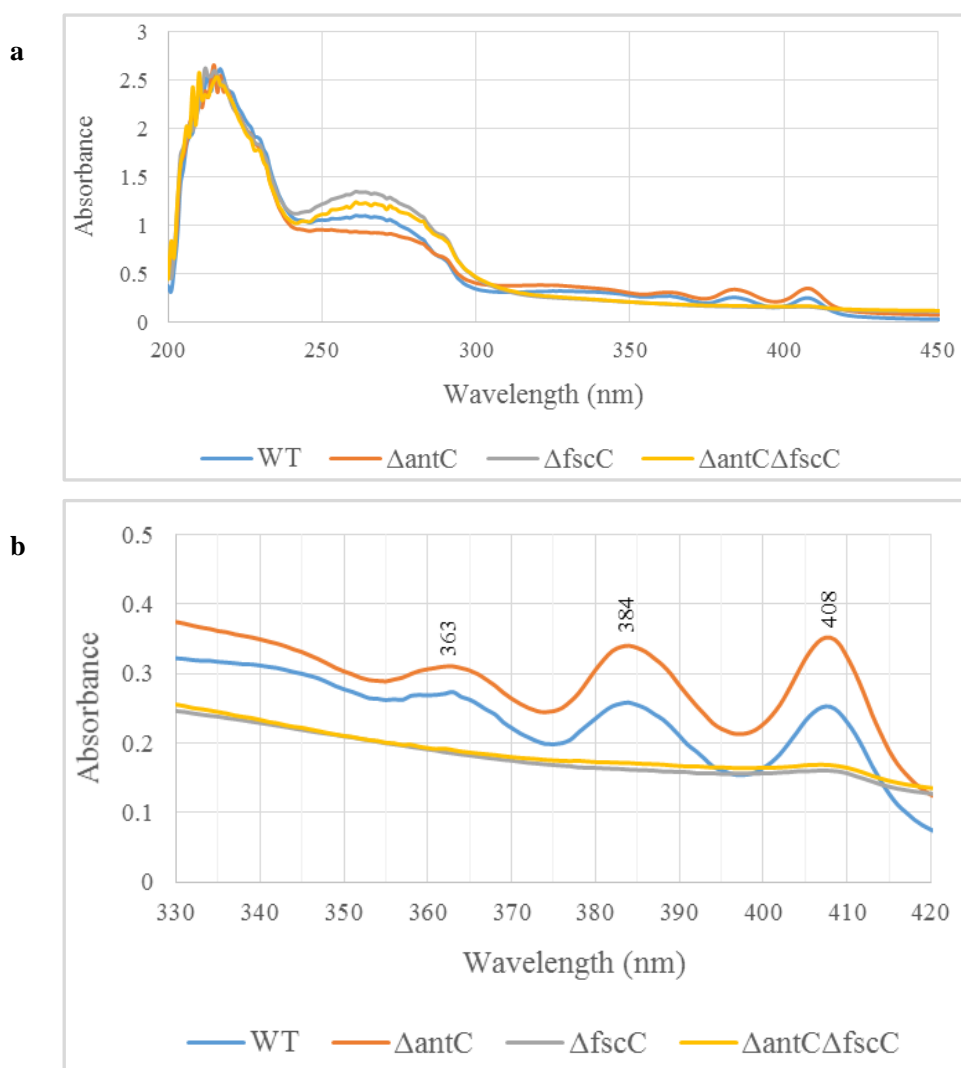 a
3
2.5
2
1.5
1
0.5
0
Absorbance
200 250 300 350 400 450
Wavelength (nm)
WT ΔantC ΔfscC ΔantCΔfscC
b
0.5
0.4
0.3
0.2
0.1
0
Absorbance
363
384
408
330 340 350 360 370 380 390 400 410 420
Wavelength (nm)
WT ΔantC ΔfscC ΔantCΔfscC